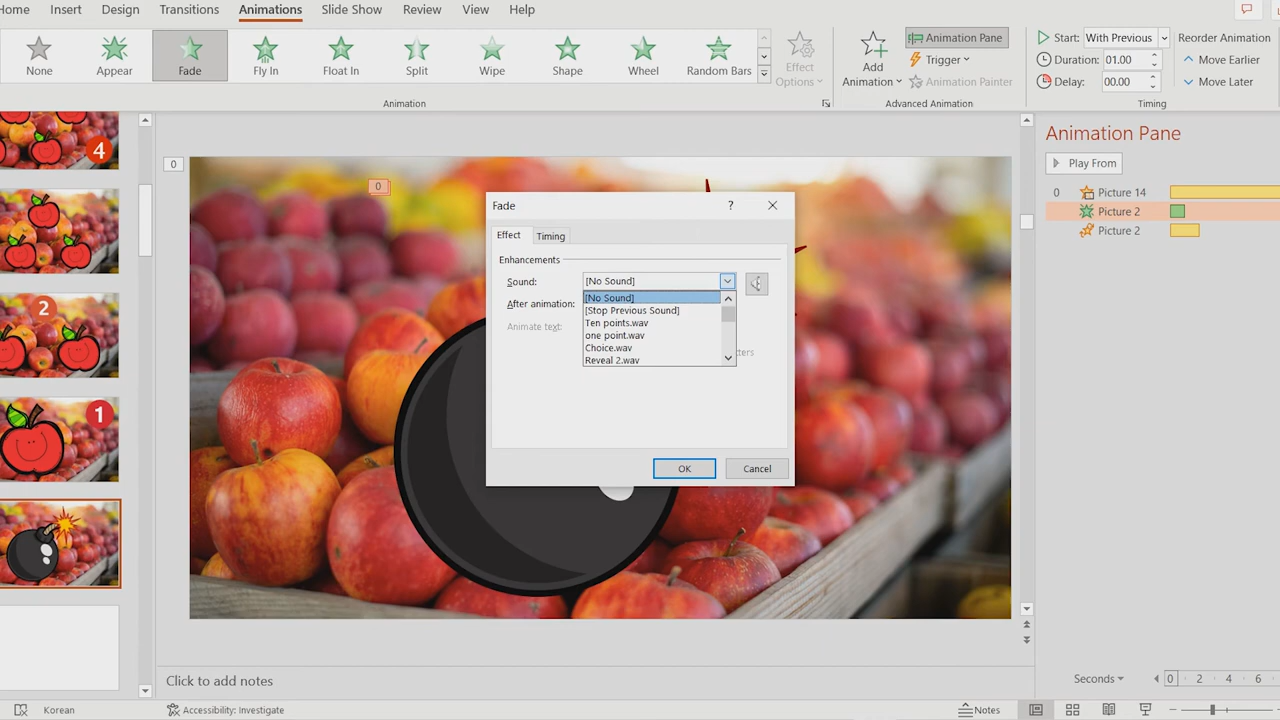 Home Insert Design Transitions Animations Slide Show Review View Help
None Appear Fade Fly In Float In Split Wipe Shape Wheel Random Bars
Effect Options
Animation
Add Animation
Animation Pane
Trigger
Animation Painter
Advanced Animation
Start: With Previous
Duration: 01.00
Delay: 00.00
Reorder Animation
Move Earlier
Move Later
Timing
4
2
1
0
0
Fade ?
Effect Timing
Enhancements
Sound: [No Sound]
After animation:
Animate text:
[No Sound]
[Stop Previous Sound]
Ten points.wav
one point.wav
Choice.wav
Reveal 2.wav
OK Cancel
Animation Pane
Play From
0 Picture 14
Picture 2
Picture 2
Seconds 0 2 4 6
Click to add notes
Korean Accessibility: Investigate Notes